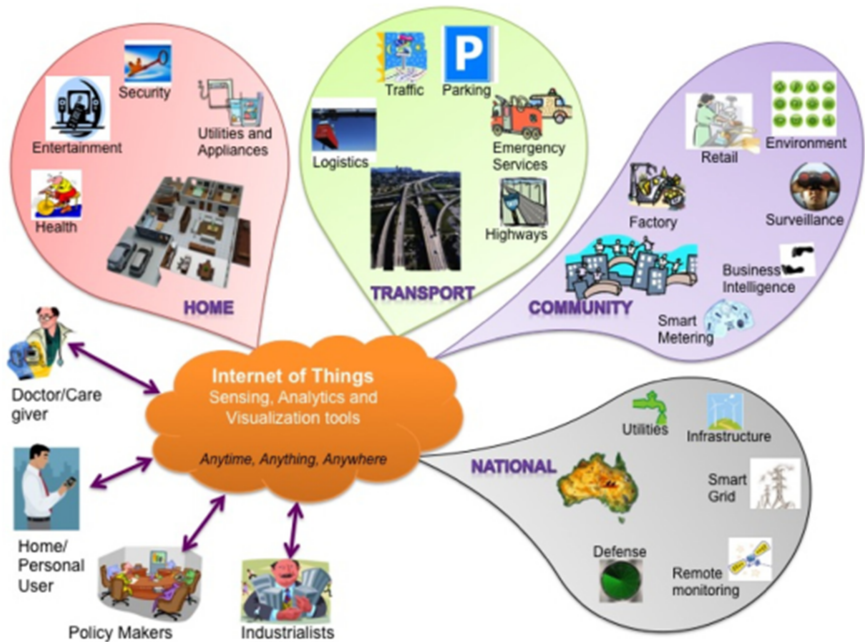 Security
Entertainment
Utilities and
Appliances
Health
HOME
Traffic
P
Parking
Logistics
Emergency
Services
Highways
TRANSPORT
Retail
Environment
Factory
Surveillance
Business
Intelligence
COMMUNITY
Smart
Metering
Internet of Things
Sensing, Analytics and
Visualization tools
Anytime, Anything, Anywhere
Doctor/Care
giver
Home/
Personal
User
Policy Makers
Industrialists
NATIONAL
Utilities
Infrastructure
Smart
Grid
Defense
Remote
monitoring